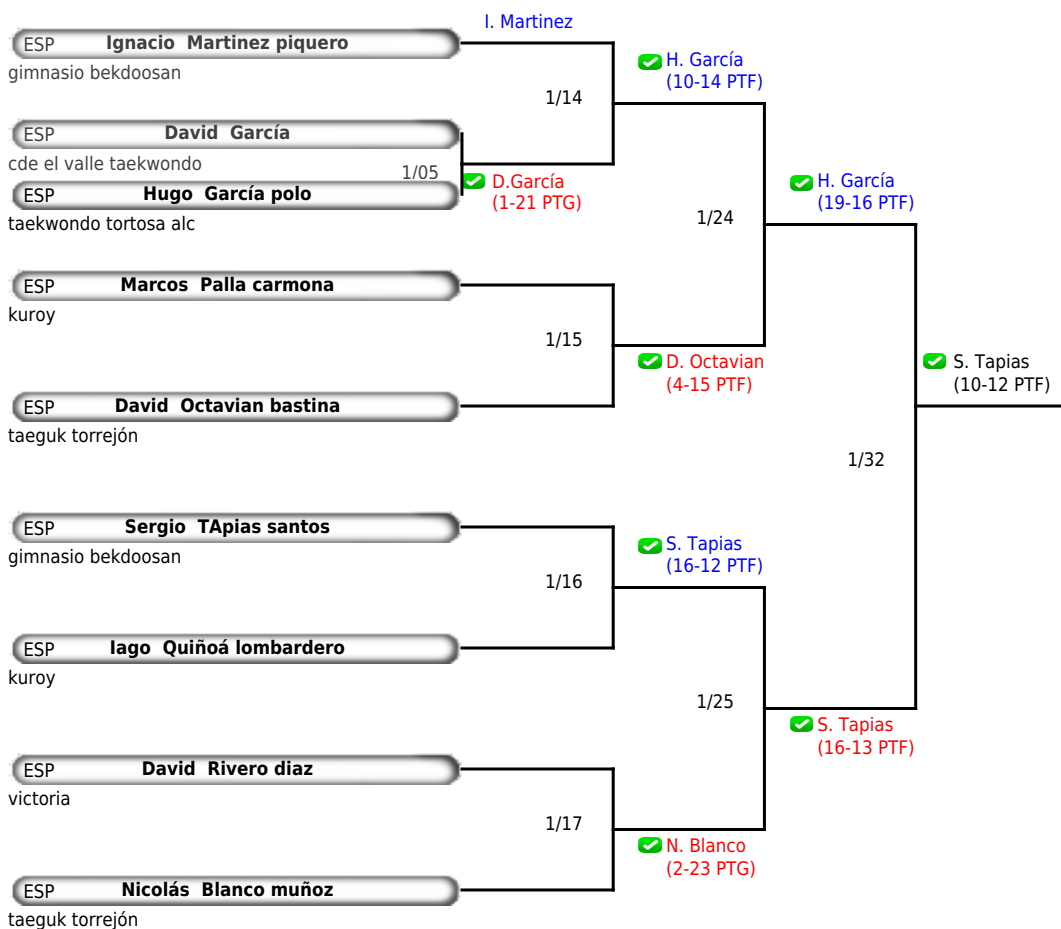 I. Martinez
ESP Ignacio Martinez piquero
gimnasio bekdoosan
H. García
(10-14 PTF)
1/14
ESP David García
cde el valle taekwondo
1/05
D.García
(1-21 PTG)
H. García
(19-16 PTF)
ESP Hugo García polo
taekwondo tortosa alc
1/24
ESP Marcos Palla carmona
kuroy
1/15
D. Octavian
(4-15 PTF)
S. Tapias
(10-12 PTF)
ESP David Octavian bastina
taeguk torrejón
1/32
ESP Sergio TApias santos
gimnasio bekdoosan
S. Tapias
(16-12 PTF)
1/16
ESP Iago Quiñoá lombardero
kuroy
1/25
S. Tapias
(16-13 PTF)
ESP David Rivero diaz
victoria
1/17
N. Blanco
(2-23 PTG)
ESP Nicolás Blanco muñoz
taeguk torrejón